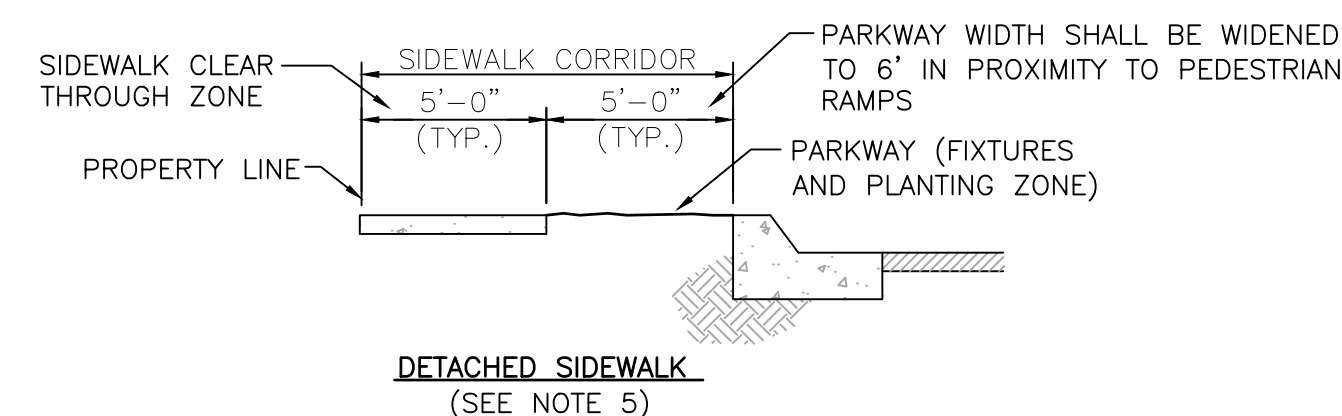 SIDEWALK CLEAR
THROUGH ZONE
SIDEWALK CORRIDOR
5'-0"
(TYP.)
5'-0"
(TYP.)
PARKWAY WIDTH SHALL BE WIDENED
TO 6' IN PROXIMITY TO PEDESTRIAN
RAMPS
PROPERTY LINE
PARKWAY (FIXTURES
AND PLANTING ZONE)
DETACHED SIDEWALK
(SEE NOTE 5)